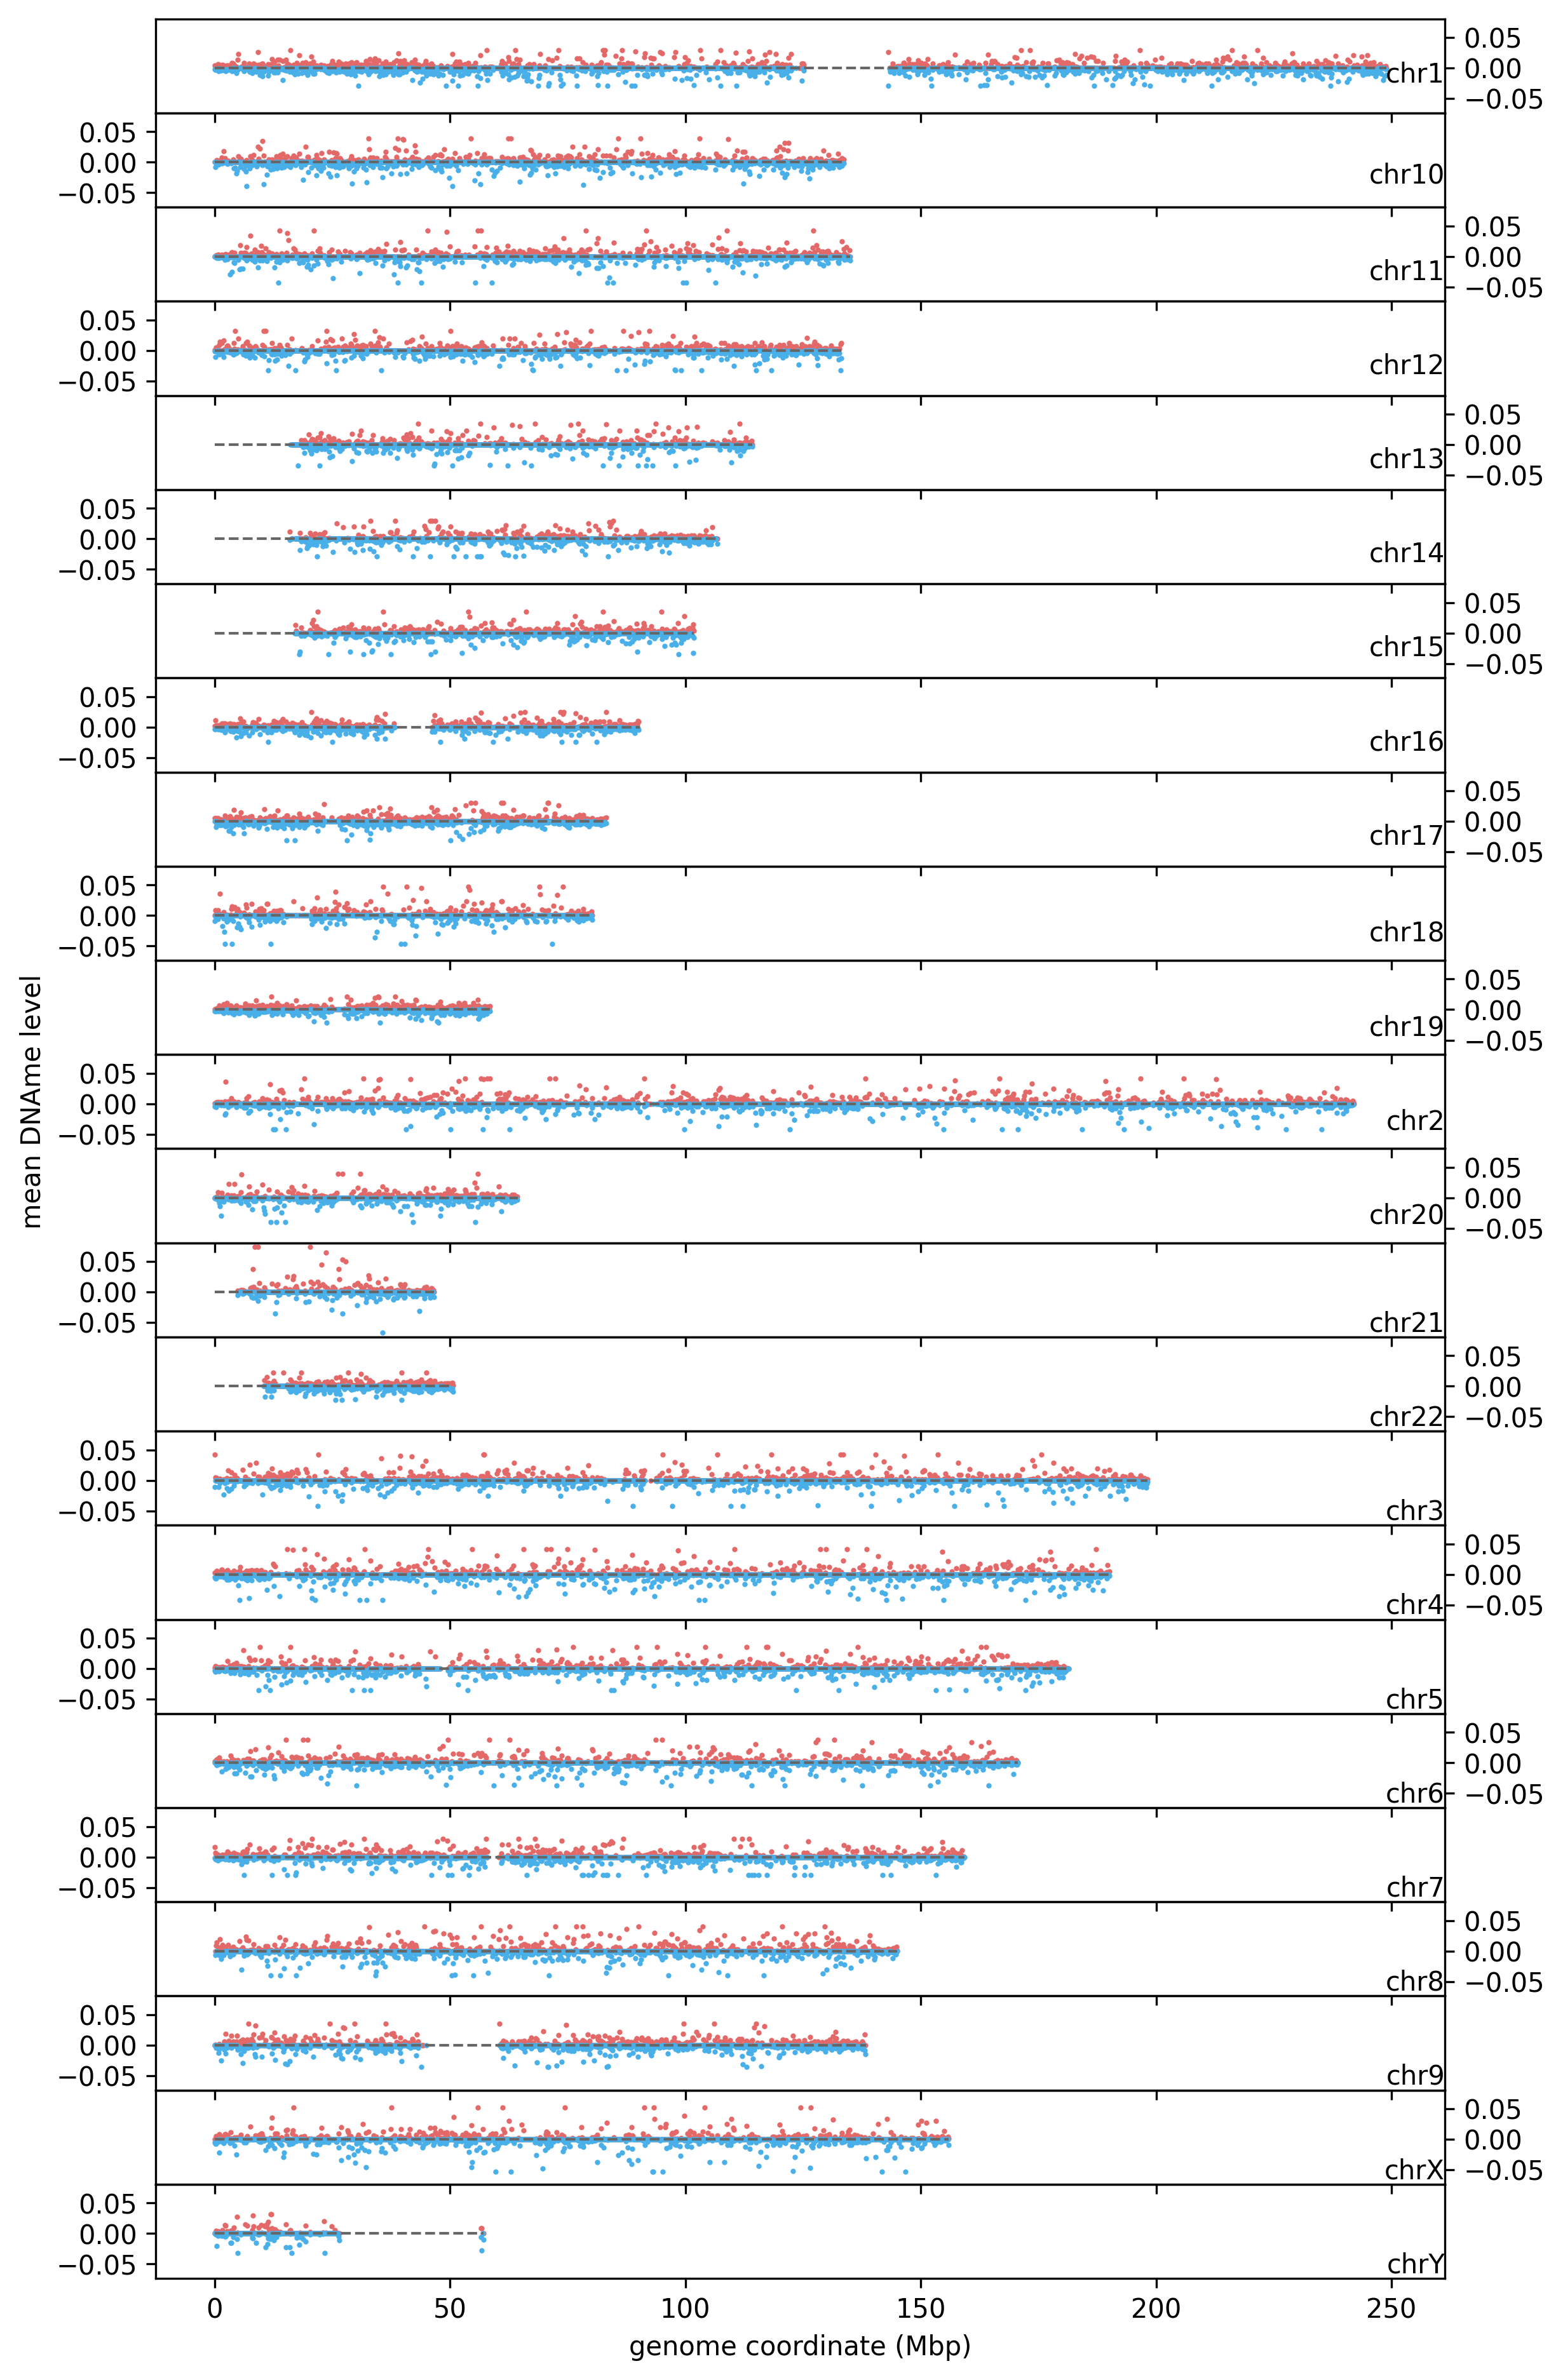 0.05
0.00
−0.05
chr1
0.05
0.00
−0.05
chr10
0.05
0.00
−0.05
chr11
0.05
0.00
−0.05
chr12
0.05
0.00
−0.05
chr13
0.05
0.00
−0.05
chr14
0.05
0.00
−0.05
chr15
0.05
0.00
−0.05
chr16
0.05
0.00
−0.05
chr17
0.05
0.00
−0.05
chr18
0.05
0.00
−0.05
chr19
0.05
0.00
−0.05
chr2
0.05
0.00
−0.05
chr20
0.05
0.00
−0.05
chr21
0.05
0.00
−0.05
chr22
0.05
0.00
−0.05
chr3
0.05
0.00
−0.05
chr4
0.05
0.00
−0.05
chr5
0.05
0.00
−0.05
chr6
0.05
0.00
−0.05
chr7
0.05
0.00
−0.05
chr8
0.05
0.00
−0.05
chr9
0.05
0.00
−0.05
chrX
0.05
0.00
−0.05
chrY
mean DNAme level
0 50 100 150 200 250
genome coordinate (Mbp)